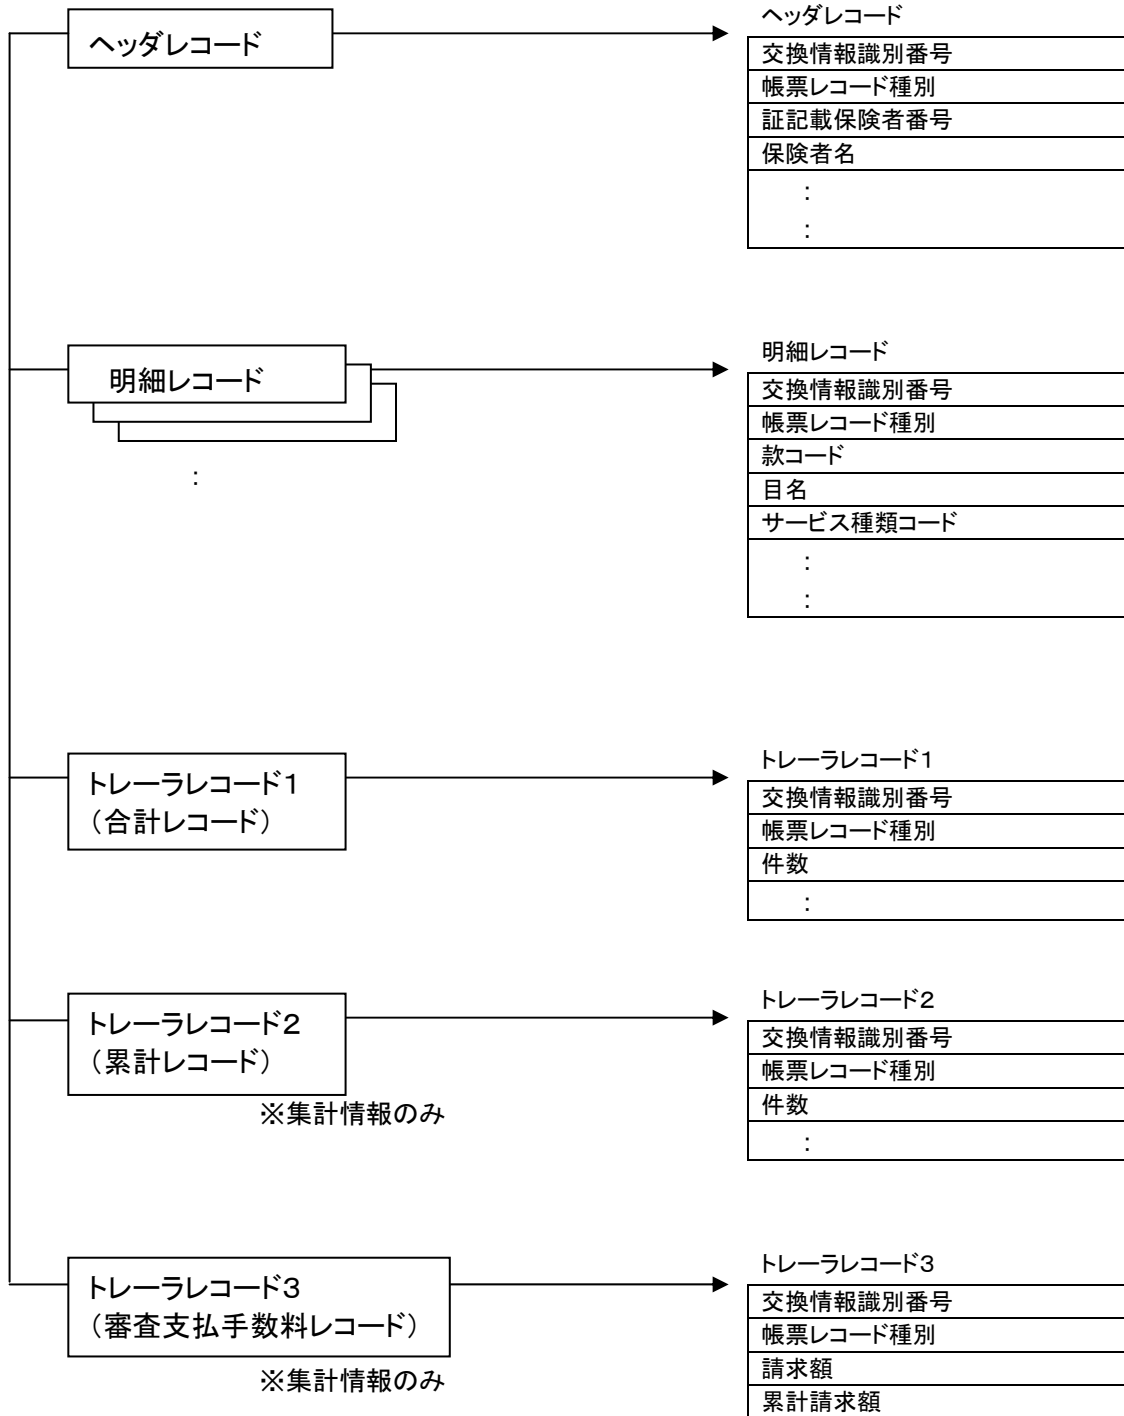 ヘッダレコード
ヘッダレコード
交換情報識別番号
帳票レコード種別
証記載保険者番号
保険者名
：
：
明細レコード
：
明細レコード
交換情報識別番号
帳票レコード種別
款コード
目名
サービス種類コード
：
：
トレーラレコード１
（合計レコード）
トレーラレコード１
交換情報識別番号
帳票レコード種別
件数
：
トレーラレコード２
（累計レコード）
※集計情報のみ
トレーラレコード２
交換情報識別番号
帳票レコード種別
件数
：
トレーラレコード３
（審査支払手数料レコード）
※集計情報のみ
トレーラレコード３
交換情報識別番号
帳票レコード種別
請求額
累計請求額